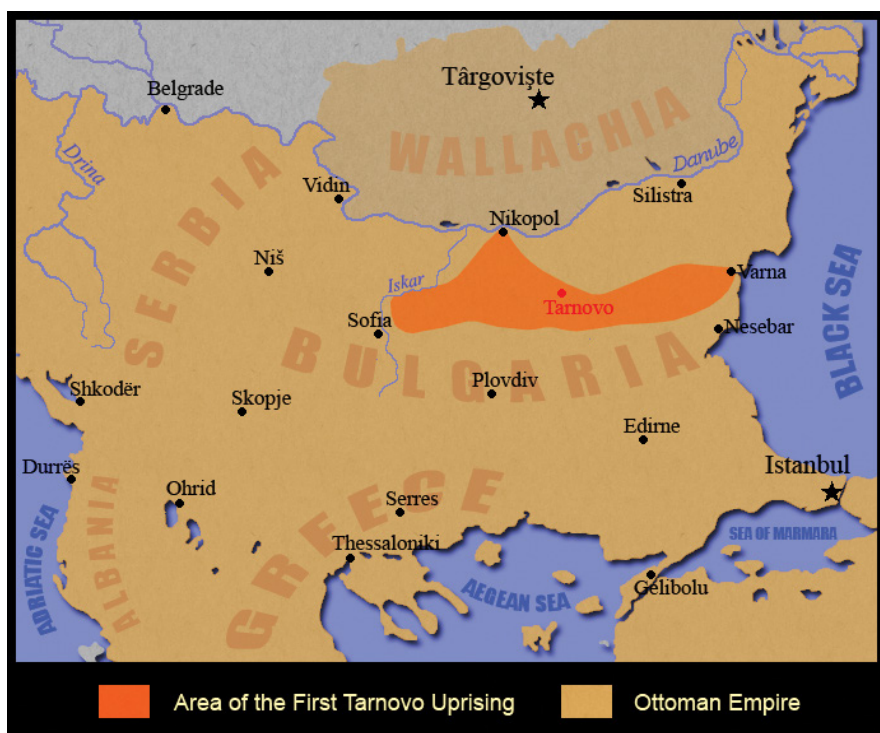 Târgovişte
Belgrade
WALLACHIA
Drina
Danube
Vidin
Silistra
SERBIA
Nikopol
Niš
Iskar
Varna
Tarnovo
Sofia
Nesebar
BLACK SEA
BULGARIA
Shkodër
Skopje
Plovdiv
Edirne
Durrës
Istanbul
Ohrid
Serres
GREECE
ALBANIA
ADRIATIC SEA
SEA OF MARMARA
Thessaloniki
AEGEAN SEA
Gelibolu
Area of the First Tarnovo Uprising
Ottoman Empire